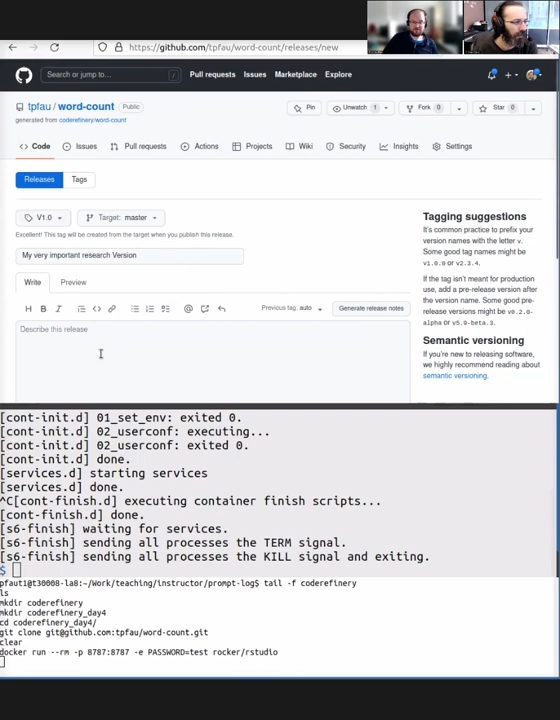 https://github.com/tpfau/word-count/releases/new
Search or jump to... /
Pull requests Issues Marketplace Explore
tpfau / word-count Public
generated from coderefinery/word-count
Pin Unwatch 1 Fork 0 Star 0
Code Issues Pull requests Actions Projects Wiki Security Insights Settings
Releases Tags
V1.0 Target: master
Excellent! This tag will be created from the target when you publish this release.
My very important research Version
Write Preview
H B I @ Previous tag: auto Generate release notes
Describe this release
Tagging suggestions
It's common practice to prefix your
version names with the letter v.
Some good tag names might be
v1.0.0 or v2.3.4.
If the tag isn't meant for production
use, add a pre-release version after
the version name. Some good pre-
release versions might be v0.2.0-
alpha or v5.9-beta.3.
Semantic versioning
If you're new to releasing software,
we highly recommend reading about
semantic versioning.
[cont-init.d] 01_set_env: exited 0.
[cont-init.d] 02_userconf: executing...
[cont-init.d] 02_userconf: exited 0.
[cont-init.d] done.
[services.d] starting services
[services.d] done.
^C[cont-finish.d] executing container finish scripts...
[cont-finish.d] done.
[s6-finish] waiting for services.
[s6-finish] sending all processes the TERM signal.
[s6-finish] sending all processes the KILL signal and exiting.
$
pfaut1@t30008-la8:~/Work/teaching/instructor/prompt-log$ tail -f coderefinery
ls
mkdir coderefinery
mkdir coderefinery_day4
cd coderefinery_day4/
git clone git@github.com:tpfau/word-count.git
clear
docker run --rm -p 8787:8787 -e PASSWORD=test rocker/rstudio